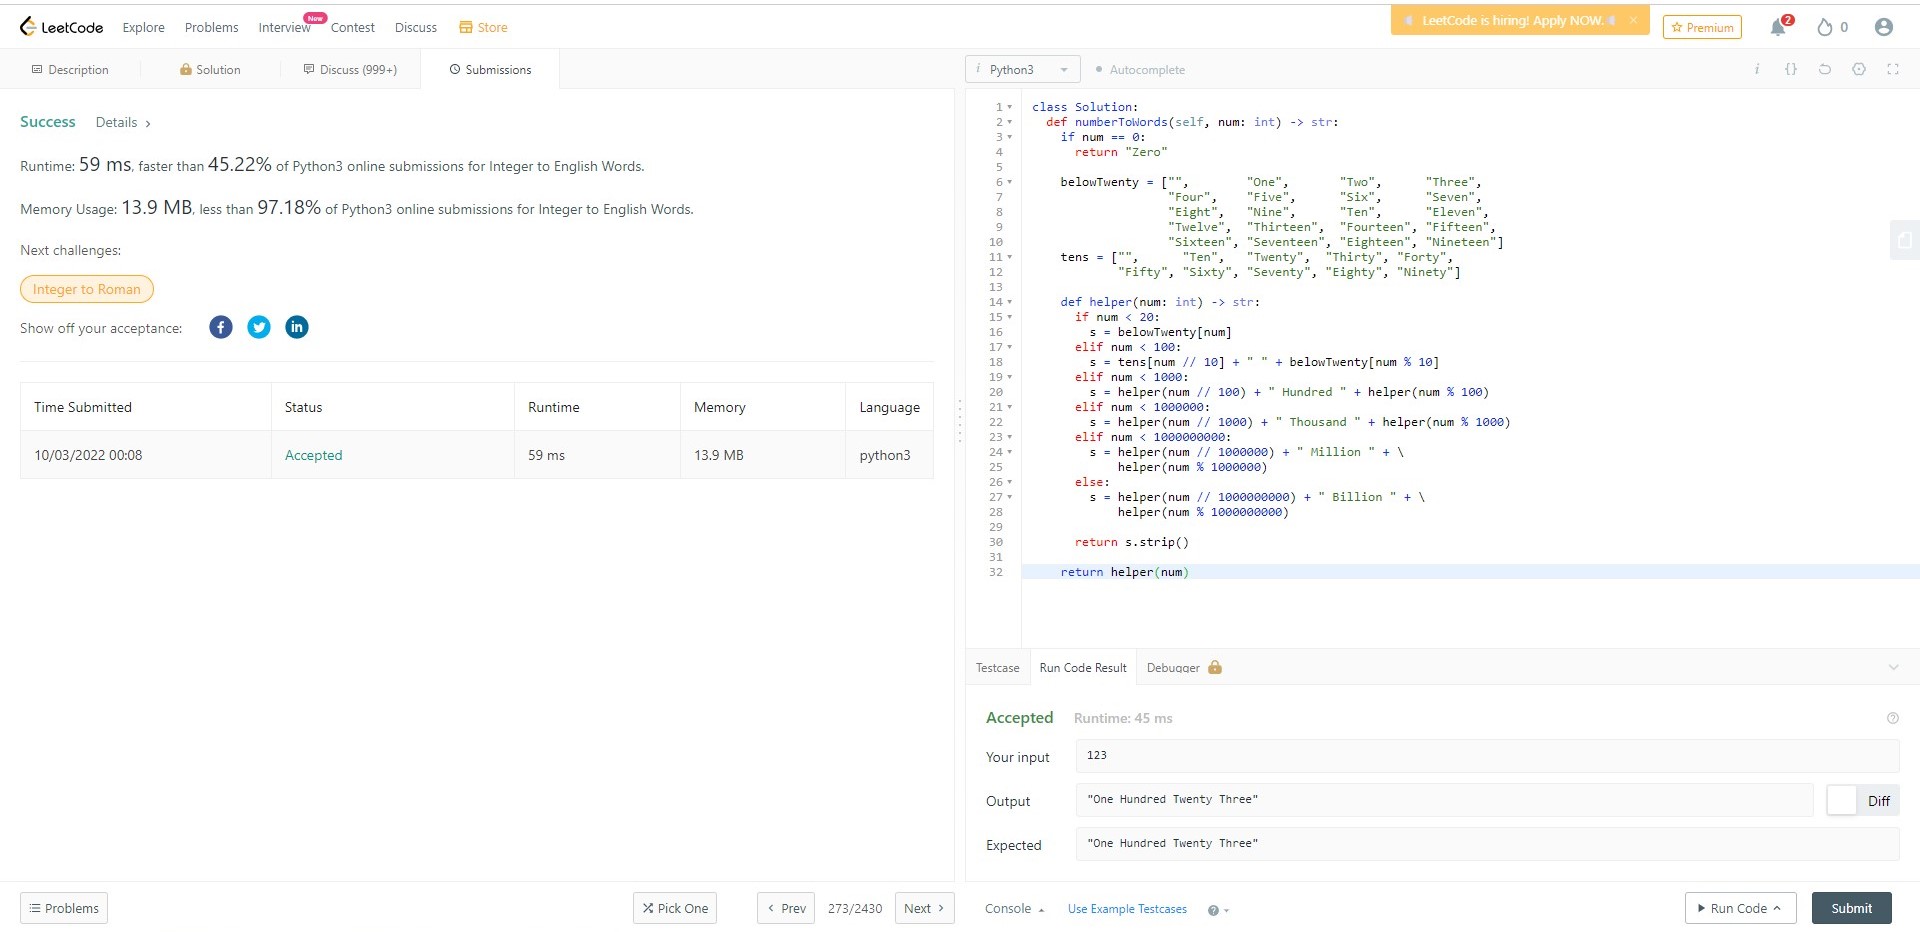 LeetCode Explore Problems Interview New Contest Discuss Store LeetCode is hiring! Apply NOW. × Premium 2 0
Description Solution Discuss (999+) Submissions
Success Details >
Runtime: 59 ms, faster than 45.22% of Python3 online submissions for Integer to English Words.
Memory Usage: 13.9 MB, less than 97.18% of Python3 online submissions for Integer to English Words.
Next challenges:
Integer to Roman
Show off your acceptance:
Time Submitted Status Runtime Memory Language
10/03/2022 00:08 Accepted 59 ms 13.9 MB python3
Problems Pick One < Prev 273/2430 Next >
Python3 Autocomplete
1 class Solution:
2   def numberToWords(self, num: int) -> str:
3     if num == 0:
4       return "Zero"
5
6     belowTwenty = ["",        "One",       "Two",      "Three",
7                    "Four",    "Five",      "Six",      "Seven",
8                    "Eight",   "Nine",      "Ten",      "Eleven",
9                    "Twelve",  "Thirteen",  "Fourteen", "Fifteen",
10                    "Sixteen", "Seventeen", "Eighteen", "Nineteen"]
11     tens = ["",      "Ten",   "Twenty",  "Thirty", "Forty",
12             "Fifty", "Sixty", "Seventy", "Eighty", "Ninety"]
13
14     def helper(num: int) -> str:
15       if num < 20:
16         s = belowTwenty[num]
17       elif num < 100:
18         s = tens[num // 10] + " " + belowTwenty[num % 10]
19       elif num < 1000:
20         s = helper(num // 100) + " Hundred " + helper(num % 100)
21       elif num < 1000000:
22         s = helper(num // 1000) + " Thousand " + helper(num % 1000)
23       elif num < 1000000000:
24         s = helper(num // 1000000) + " Million " + \
25             helper(num % 1000000)
26       else:
27         s = helper(num // 1000000000) + " Billion " + \
28             helper(num % 1000000000)
29
30       return s.strip()
31
32     return helper(num)
Testcase Run Code Result Debugger
Accepted Runtime: 45 ms
Your input 123
Output "One Hundred Twenty Three" Diff
Expected "One Hundred Twenty Three"
Console Use Example Testcases Run Code Submit